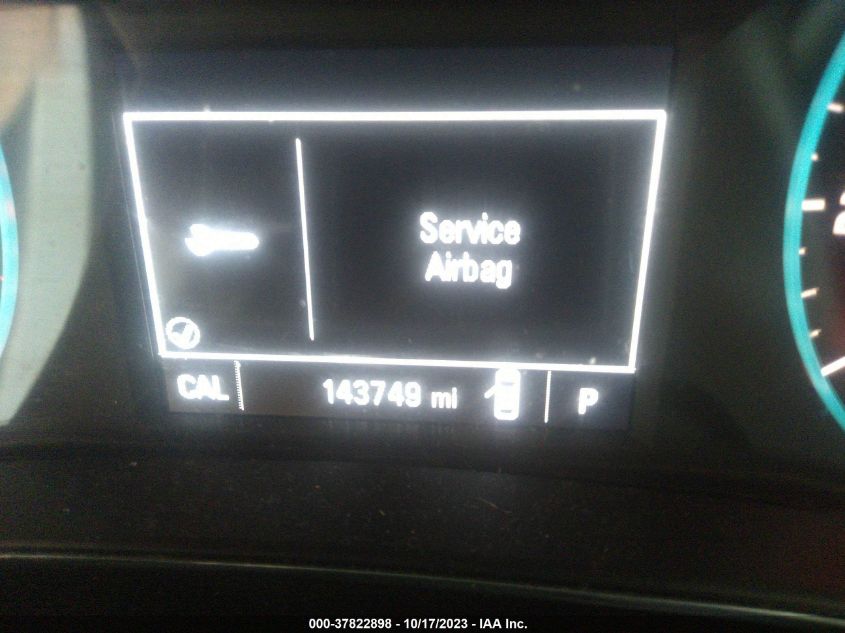 Service
Airbag
CAL 143749 mi P
000-37822898 - 10/17/2023 - IAA Inc.